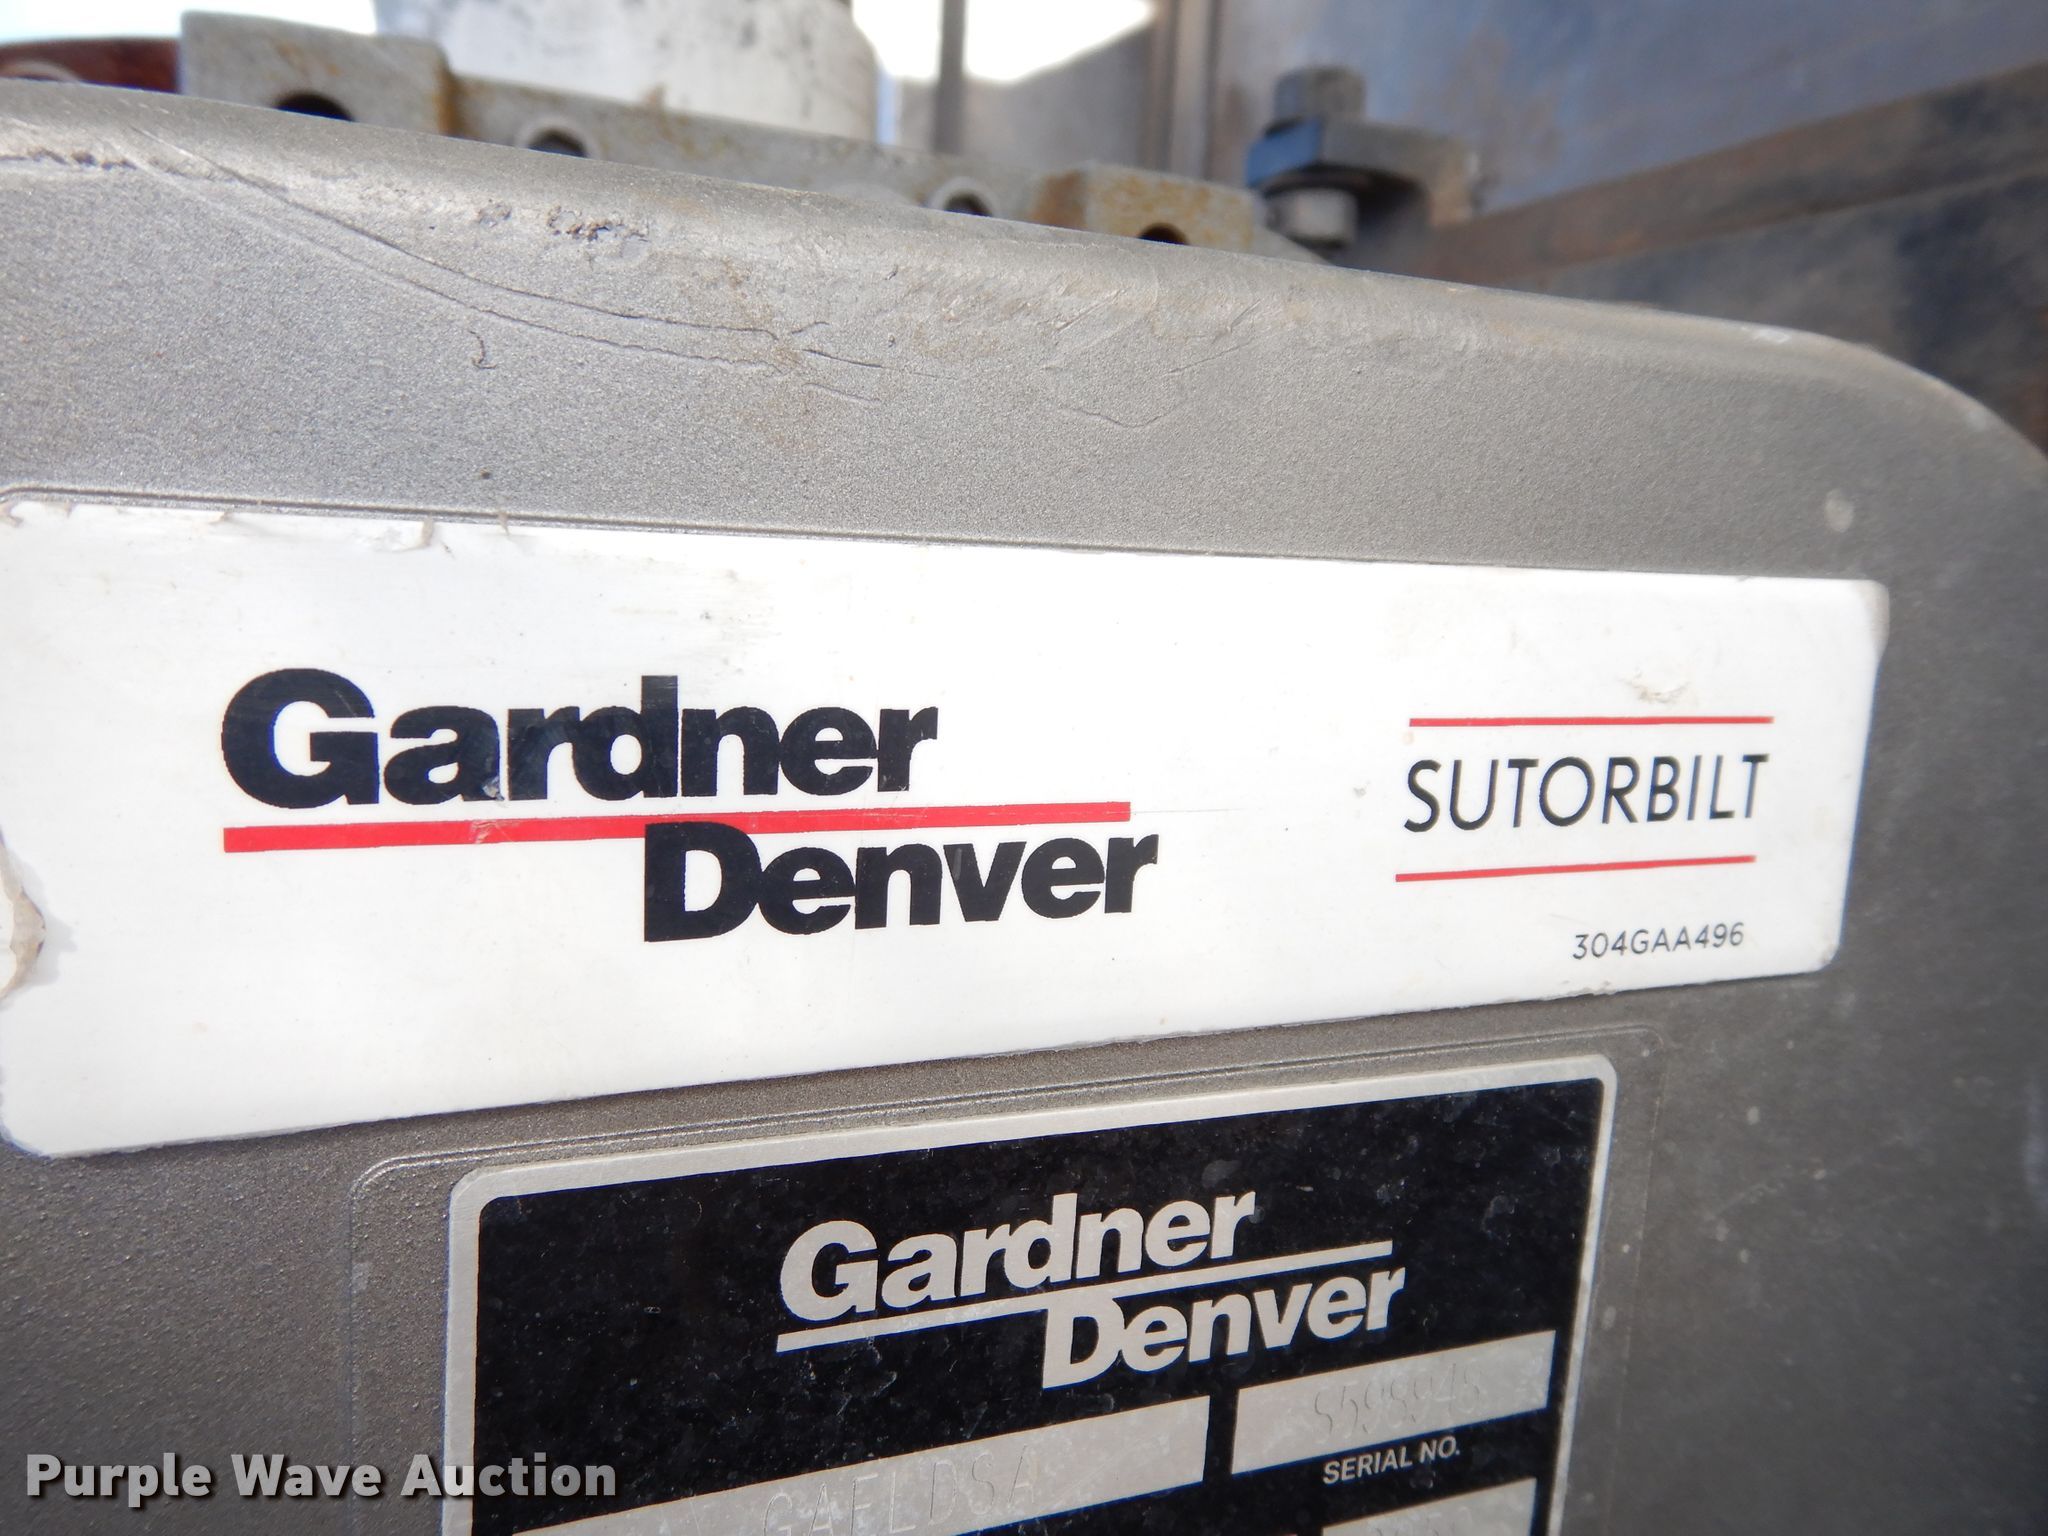 Gardner
Denver
SUTORBILT
304GAA496
Gardner
Denver
SERIAL NO.
Purple Wave Auction